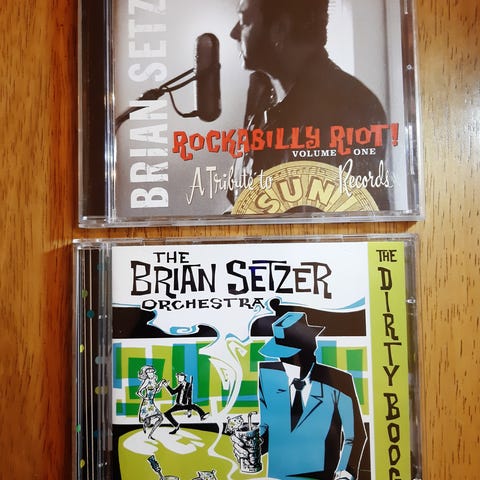 BRIAN SETZ
ROCKABILLY RIOT!
VOLUME ONE
A Tribute to
SUN
Records
THE
BRIAN SETZER
ORCHESTRA
THE DIRTY BOOG